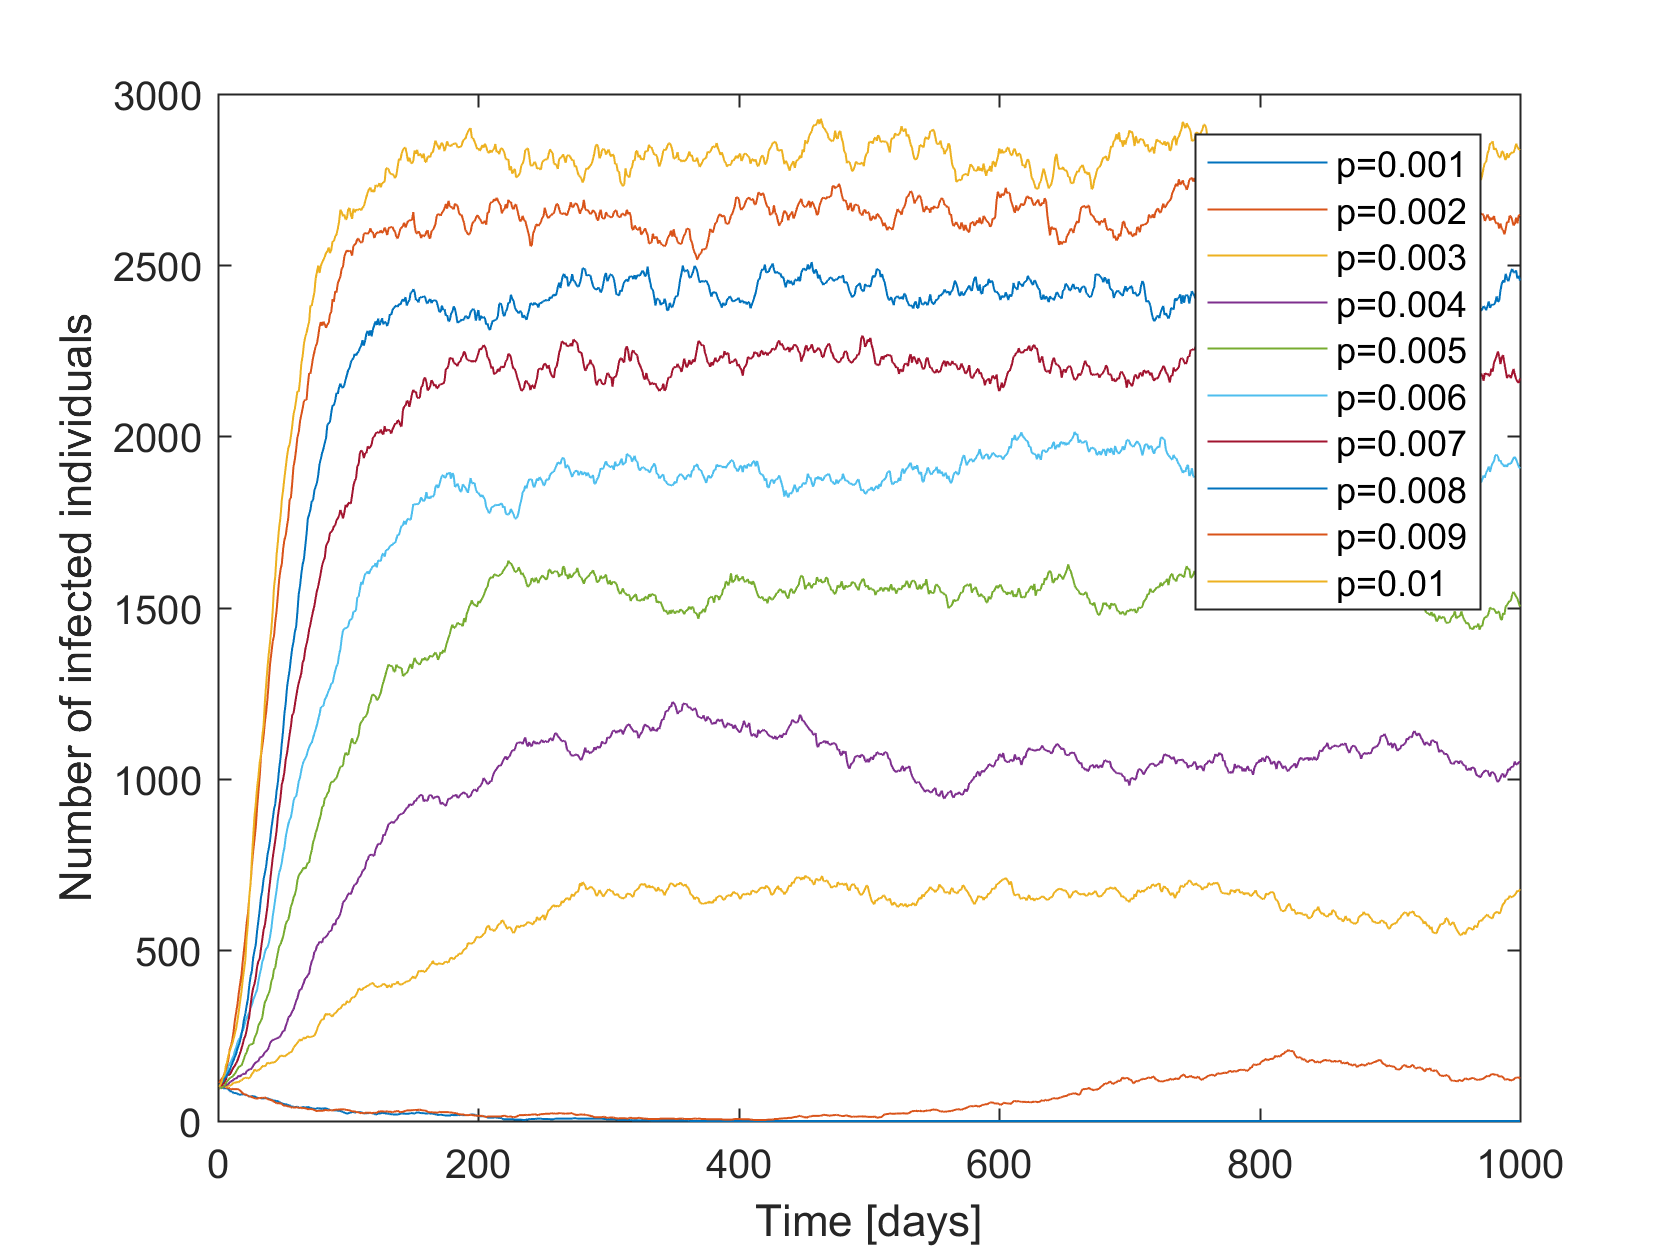 3000
2500
2000
1500
1000
500
0
Number of infected individuals
p=0.001
p=0.002
p=0.003
p=0.004
p=0.005
p=0.006
p=0.007
p=0.008
p=0.009
p=0.01
0 200 400 600 800 1000
Time [days]